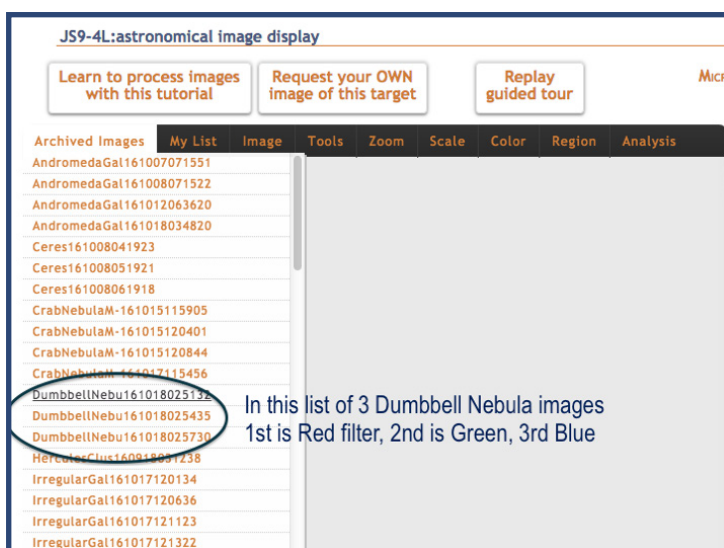 JS9-4L:astronomical image display
Learn to process images
with this tutorial
Request your OWN
image of this target
Replay
guided tour
Archived Images My List Image Tools Zoom Scale Color Region Analysis
AndromedaGal161007071551
AndromedaGal161008071522
AndromedaGal161012063620
AndromedaGal161018034820
Ceres161008041923
Ceres161008051921
Ceres161008061918
CrabNebulaM-161015115905
CrabNebulaM-161015120401
CrabNebulaM-161015120844
CrabNebulaM-161017115456
DumbbellNebu161018025132
DumbbellNebu161018025435
DumbbellNebu161018025730
In this list of 3 Dumbbell Nebula images
1st is Red filter, 2nd is Green, 3rd Blue
IrregularGal161017120134
IrregularGal161017120636
IrregularGal161017121123
IrregularGal161017121322